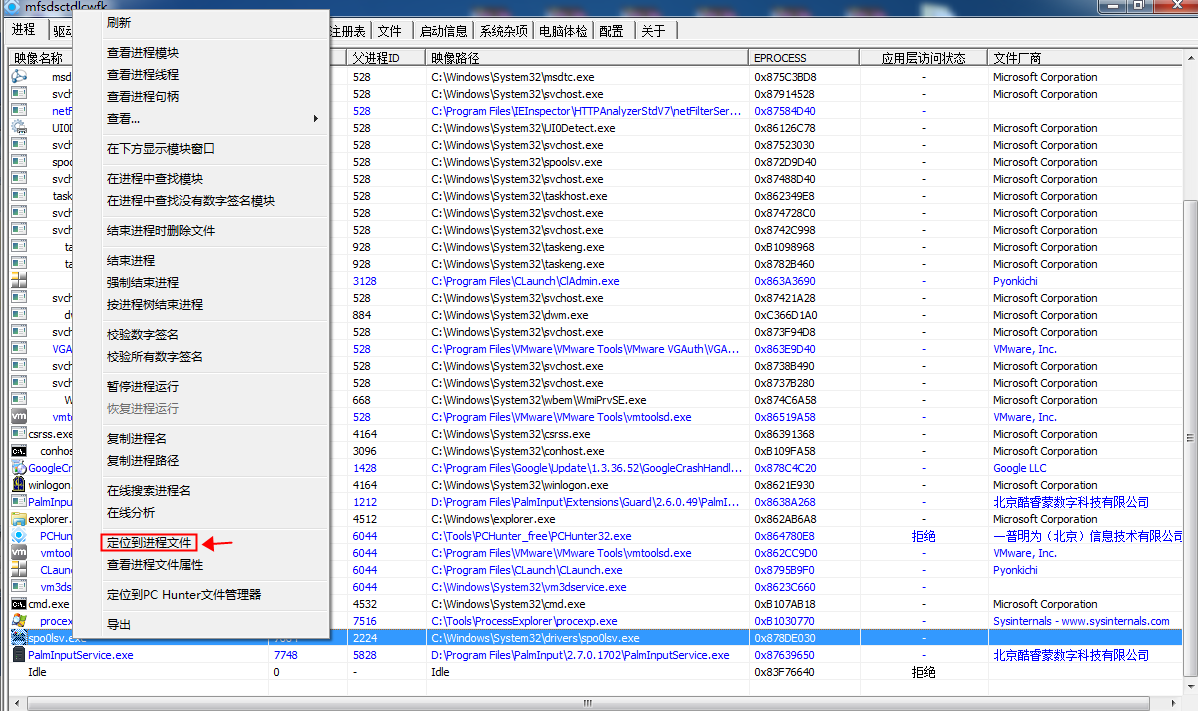 mfsdsctdlcwfk
进程 驱动 注册表 文件 启动信息 系统杂项 电脑体检 配置 关于
映像名称 父进程ID 映像路径 EPROCESS 应用层访问状态 文件厂商
刷新
查看进程模块
查看进程线程
查看进程句柄
查看...
在下方显示模块窗口
在进程中查找模块
在进程中查找没有数字签名模块
结束进程时删除文件
结束进程
强制结束进程
按进程树结束进程
校验数字签名
校验所有数字签名
暂停进程运行
恢复进程运行
复制进程名
复制进程路径
在线搜索进程名
在线分析
定位到进程文件
查看进程文件属性
定位到PC Hunter文件管理器
导出
msd 528 C:\Windows\System32\msdtc.exe 0x875C3BD8 - Microsoft Corporation
svch 528 C:\Windows\System32\svchost.exe 0x87914528 - Microsoft Corporation
netF 528 C:\Program Files\IEInspector\HTTPAnalyzerStdV7\netFilterSer... 0x87584D40 -
UI0D 528 C:\Windows\System32\UI0Detect.exe 0x86126C78 - Microsoft Corporation
svch 528 C:\Windows\System32\svchost.exe 0x87523030 - Microsoft Corporation
spoo 528 C:\Windows\System32\spoolsv.exe 0x872D9D40 - Microsoft Corporation
svch 528 C:\Windows\System32\svchost.exe 0x87488D40 - Microsoft Corporation
task 528 C:\Windows\System32\taskhost.exe 0x862349E8 - Microsoft Corporation
svch 528 C:\Windows\System32\svchost.exe 0x874728C0 - Microsoft Corporation
svch 528 C:\Windows\System32\svchost.exe 0x8742C998 - Microsoft Corporation
ta 928 C:\Windows\System32\taskeng.exe 0xB1098968 - Microsoft Corporation
ta 928 C:\Windows\System32\taskeng.exe 0x8782B460 - Microsoft Corporation
3128 C:\Program Files\CLaunch\ClAdmin.exe 0x863A3690 - Pyonkichi
svch 528 C:\Windows\System32\svchost.exe 0x87421A28 - Microsoft Corporation
dw 884 C:\Windows\System32\dwm.exe 0xC366D1A0 - Microsoft Corporation
svch 528 C:\Windows\System32\svchost.exe 0x873F94D8 - Microsoft Corporation
VGA 528 C:\Program Files\VMware\VMware Tools\VMware VGAuth\VGA... 0x863E9D40 - VMware, Inc.
svch 528 C:\Windows\System32\svchost.exe 0x8738B490 - Microsoft Corporation
svch 528 C:\Windows\System32\svchost.exe 0x8737B280 - Microsoft Corporation
W 668 C:\Windows\System32\wbem\WmiPrvSE.exe 0x874C6A58 - Microsoft Corporation
vmto 528 C:\Program Files\VMware\VMware Tools\vmtoolsd.exe 0x86519A58 - VMware, Inc.
csrss.exe 4164 C:\Windows\System32\csrss.exe 0x86391368 - Microsoft Corporation
conhos 3096 C:\Windows\System32\conhost.exe 0xB109FA58 - Microsoft Corporation
GoogleCr 1428 C:\Program Files\Google\Update\1.3.36.52\GoogleCrashHandl... 0x878C4C20 - Google LLC
winlogon. 4164 C:\Windows\System32\winlogon.exe 0x8621E930 - Microsoft Corporation
PalmInpu 1212 D:\Program Files\PalmInput\Extensions\Guard\2.6.0.49\PalmI... 0x8638A268 - 北京酷睿蒙数字科技有限公司
explorer. 4512 C:\Windows\explorer.exe 0x862AB6A8 - Microsoft Corporation
PCHun 6044 C:\Tools\PCHunter_free\PCHunter32.exe 0x864780E8 拒绝 一普明为（北京）信息技术有限公司
vmtool 6044 C:\Program Files\VMware\VMware Tools\vmtoolsd.exe 0x862CC9D0 - VMware, Inc.
CLaun 6044 C:\Program Files\CLaunch\CLaunch.exe 0x8795B9F0 - Pyonkichi
vm3ds 6044 C:\Windows\System32\vm3dservice.exe 0x8623C660 - VMware, Inc.
cmd.exe 4532 C:\Windows\System32\cmd.exe 0xB107AB18 - Microsoft Corporation
procex 7516 C:\Tools\ProcessExplorer\procexp.exe 0xB1030770 - Sysinternals - www.sysinternals.com
spo0lsv.exe 2224 C:\Windows\System32\drivers\spo0lsv.exe 0x878DE030 -
PalmInputService.exe 7748 5828 D:\Program Files\PalmInput\2.7.0.1702\PalmInputService.exe 0x87639650 - 北京酷睿蒙数字科技有限公司
Idle 0 - Idle 0x83F76640 拒绝